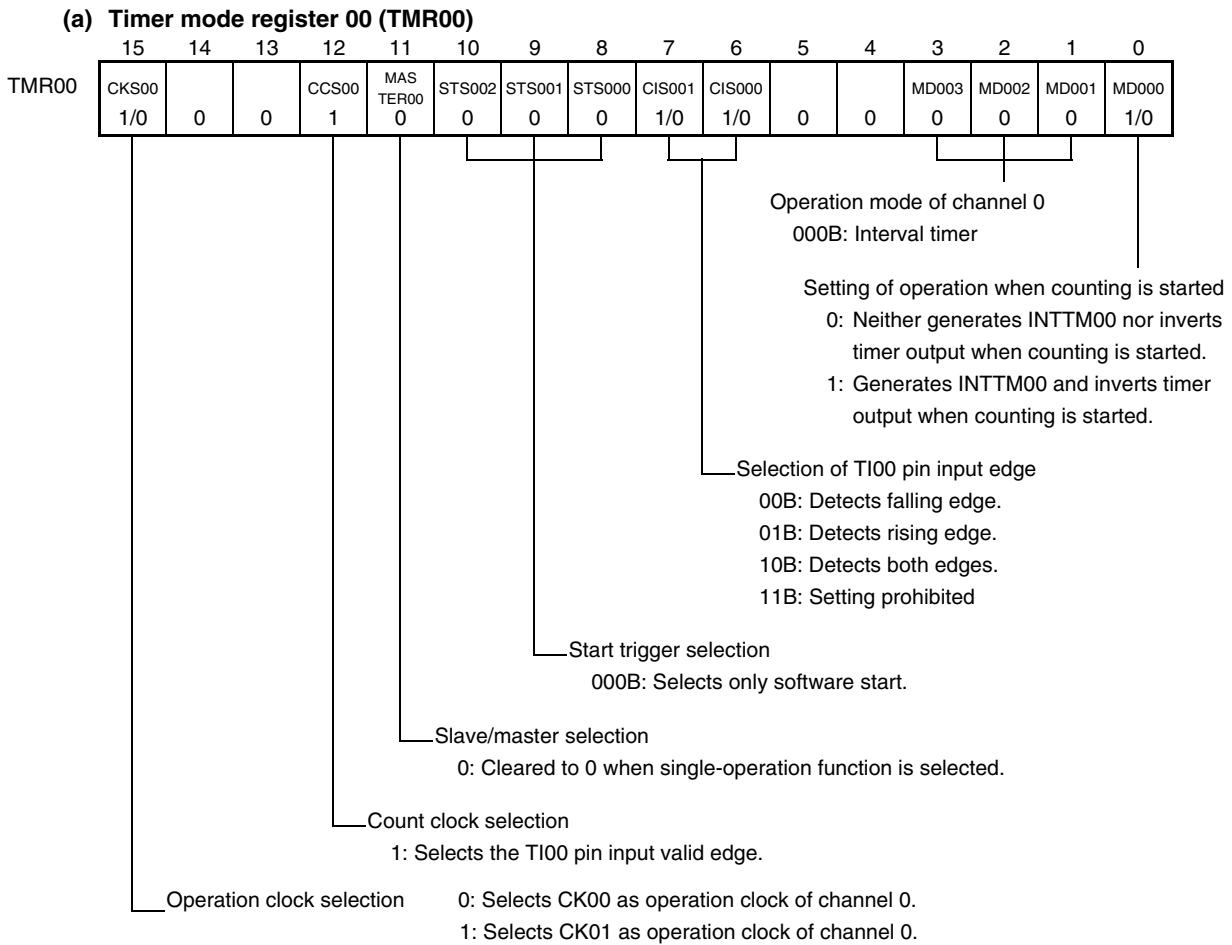 (a) Timer mode register 00 (TMR00)
15 14 13 12 11 10 9 8 7 6 5 4 3 2 1 0
TMR00
CKS00 CCS00 MAS TER00 STS002 STS001 STS000 CIS001 CIS000 MD003 MD002 MD001 MD000
1/0 0 0 1 0 0 0 0 1/0 1/0 0 0 0 0 0 1/0
Operation mode of channel 0
000B: Interval timer
Setting of operation when counting is started
0: Neither generates INTTM00 nor inverts
timer output when counting is started.
1: Generates INTTM00 and inverts timer
output when counting is started.
Selection of TI00 pin input edge
00B: Detects falling edge.
01B: Detects rising edge.
10B: Detects both edges.
11B: Setting prohibited
Start trigger selection
000B: Selects only software start.
Slave/master selection
0: Cleared to 0 when single-operation function is selected.
Count clock selection
1: Selects the TI00 pin input valid edge.
Operation clock selection 0: Selects CK00 as operation clock of channel 0.
1: Selects CK01 as operation clock of channel 0.